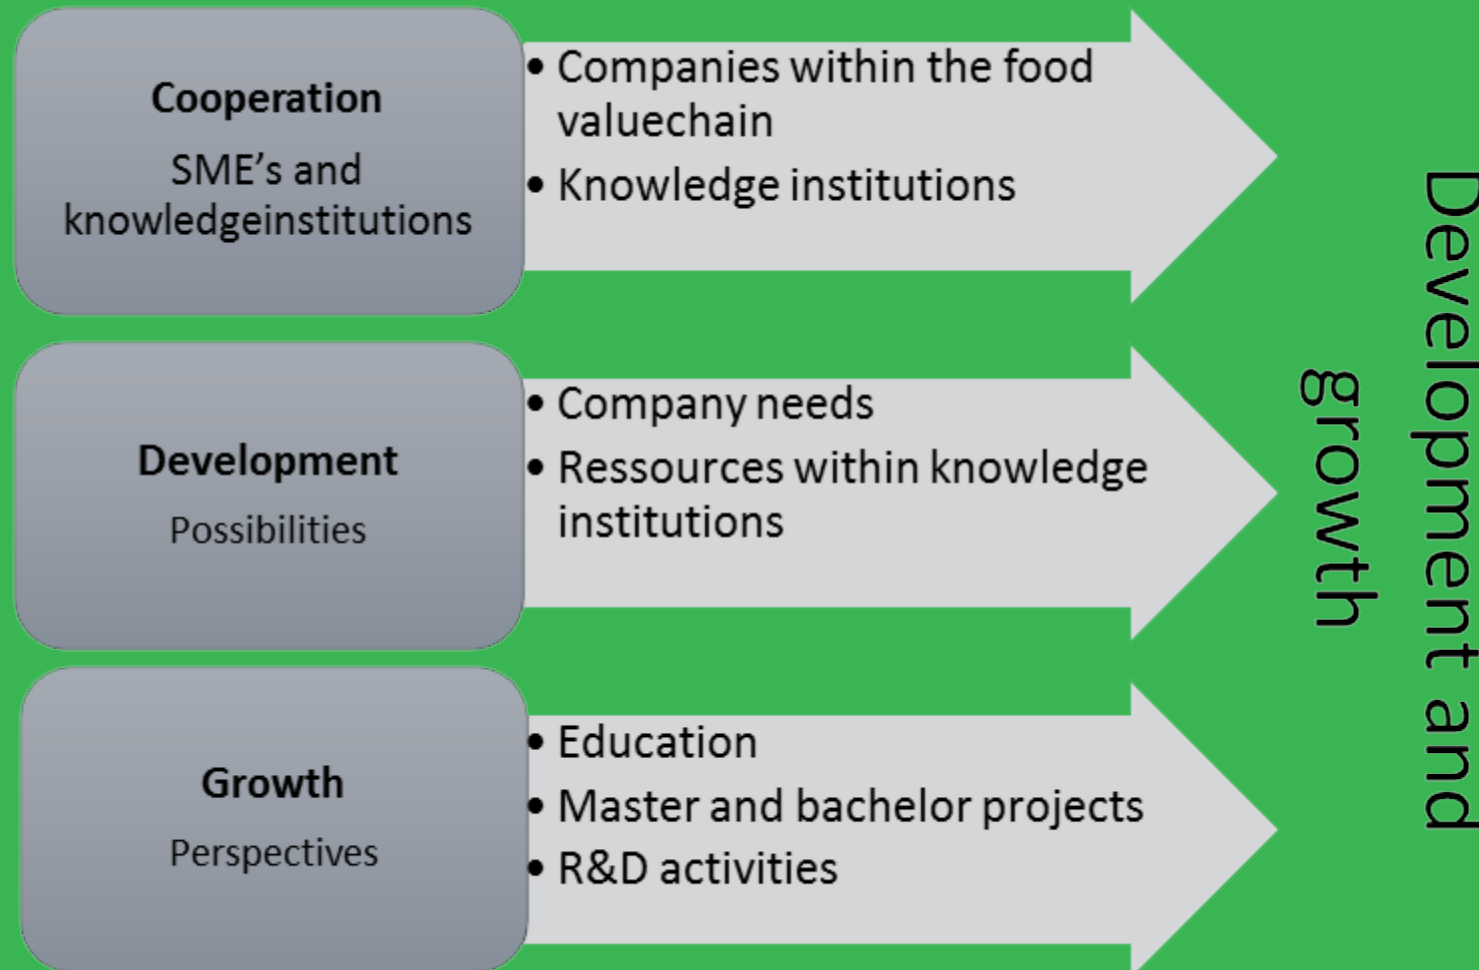 Cooperation
SME’s and
knowledgeinstitutions
• Companies within the food
valuechain
• Knowledge institutions
Development
Possibilities
• Company needs
• Ressources within knowledge
institutions
Growth
Perspectives
• Education
• Master and bachelor projects
• R&D activities
Development and
growth